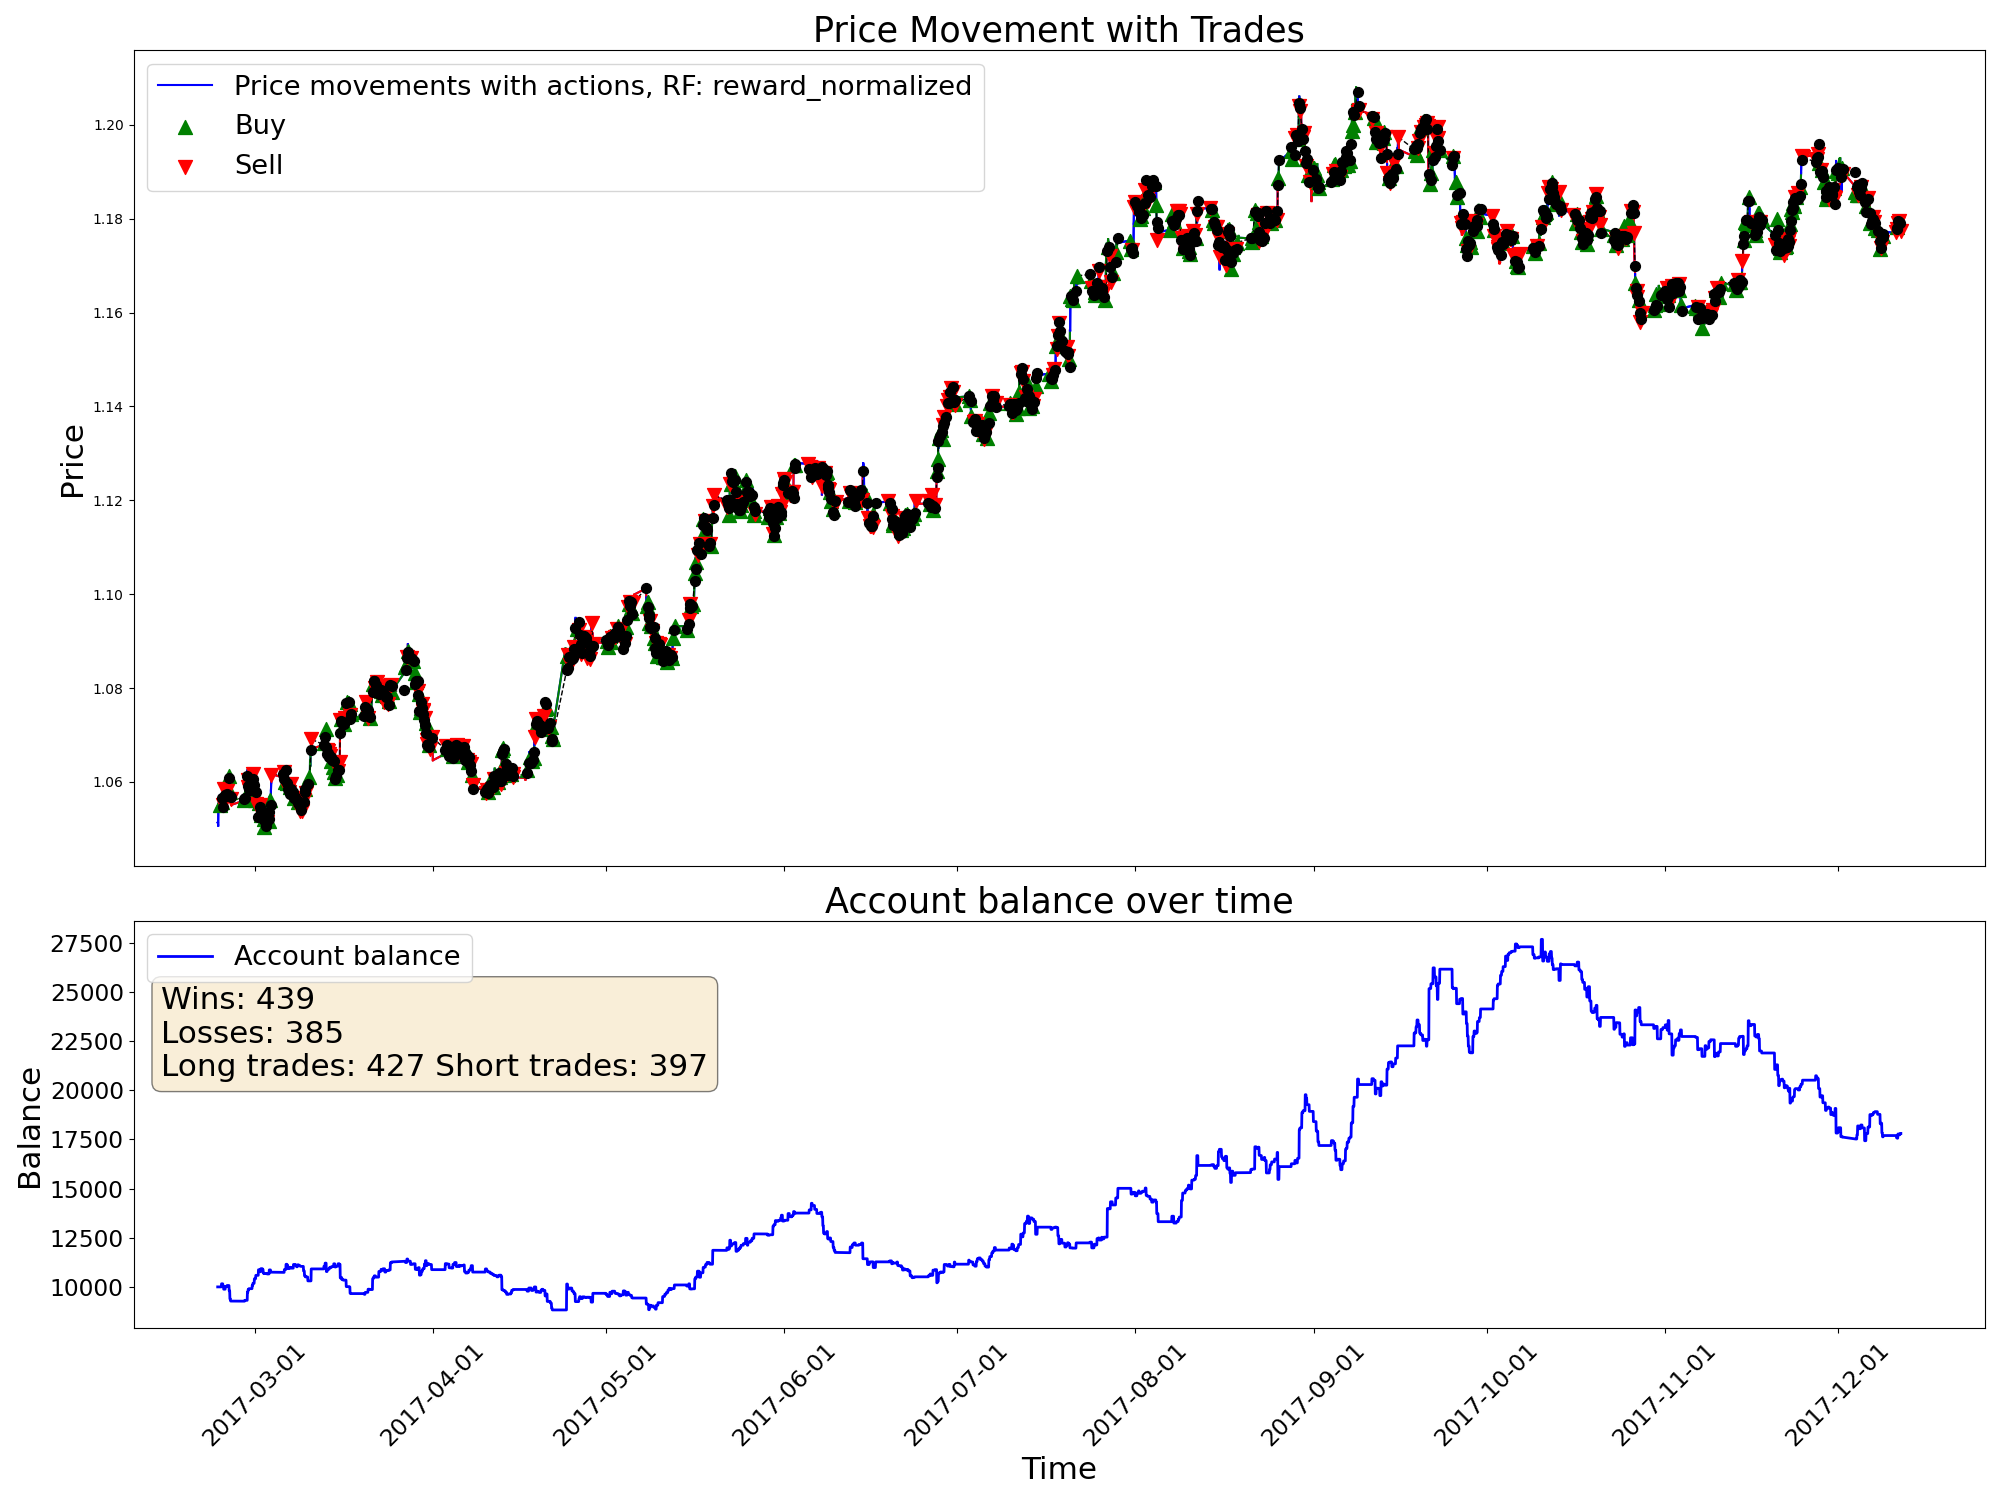 Price Movement with Trades
Price movements with actions, RF: reward_normalized
Buy
Sell
1.20
1.18
1.16
1.14
1.12
1.10
1.08
1.06
Price
Account balance over time
Account balance
Wins: 439
Losses: 385
Long trades: 427 Short trades: 397
27500
25000
22500
20000
17500
15000
12500
10000
Balance
2017-03-01
2017-04-01
2017-05-01
2017-06-01
2017-07-01
2017-08-01
2017-09-01
2017-10-01
2017-11-01
2017-12-01
Time